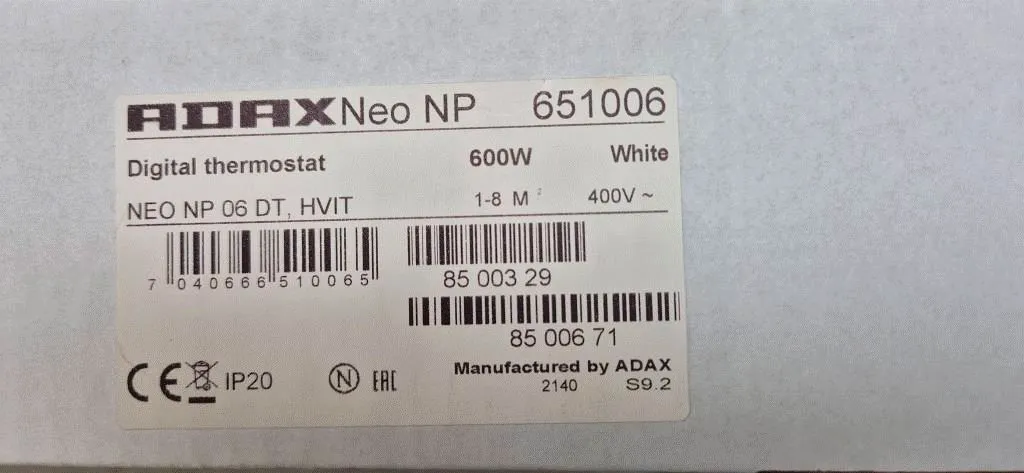 ADAX Neo NP 651006
Digital thermostat 600W White
NEO NP 06 DT, HVIT 1-8 M² 400V ~
7 040666 510065
85 003 29
85 006 71
CE IP20 N EAC
Manufactured by ADAX
2140 S9.2